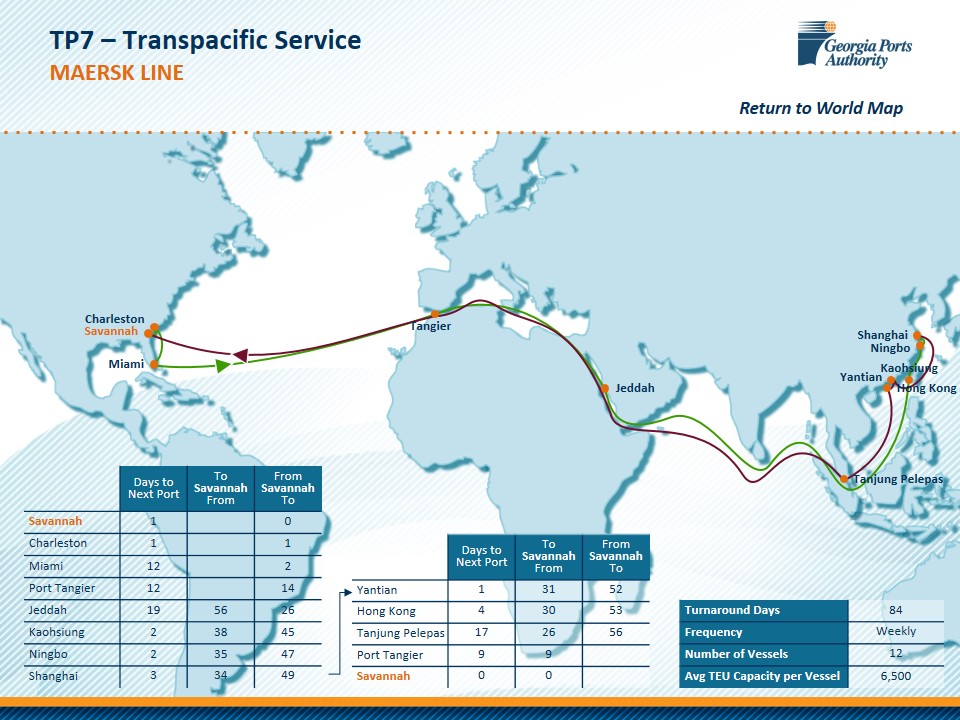 TP7 – Transpacific Service
MAERSK LINE
Georgia Ports
Authority
Return to World Map
Charleston
Savannah
Miami
Tangier
Jeddah
Shanghai
Ningbo
Kaohsiung
Yantian
Hong Kong
Tanjung Pelepas
Days to Next Port To Savannah From From Savannah To
Savannah 1 0
Charleston 1 1
Miami 12 2
Port Tangier 12 14
Jeddah 19 56 26
Kaohsiung 2 38 45
Ningbo 2 35 47
Shanghai 3 34 49
Days to Next Port To Savannah From From Savannah To
Yantian 1 31 52
Hong Kong 4 30 53
Tanjung Pelepas 17 26 56
Port Tangier 9 9
Savannah 0 0
Turnaround Days 84
Frequency Weekly
Number of Vessels 12
Avg TEU Capacity per Vessel 6,500